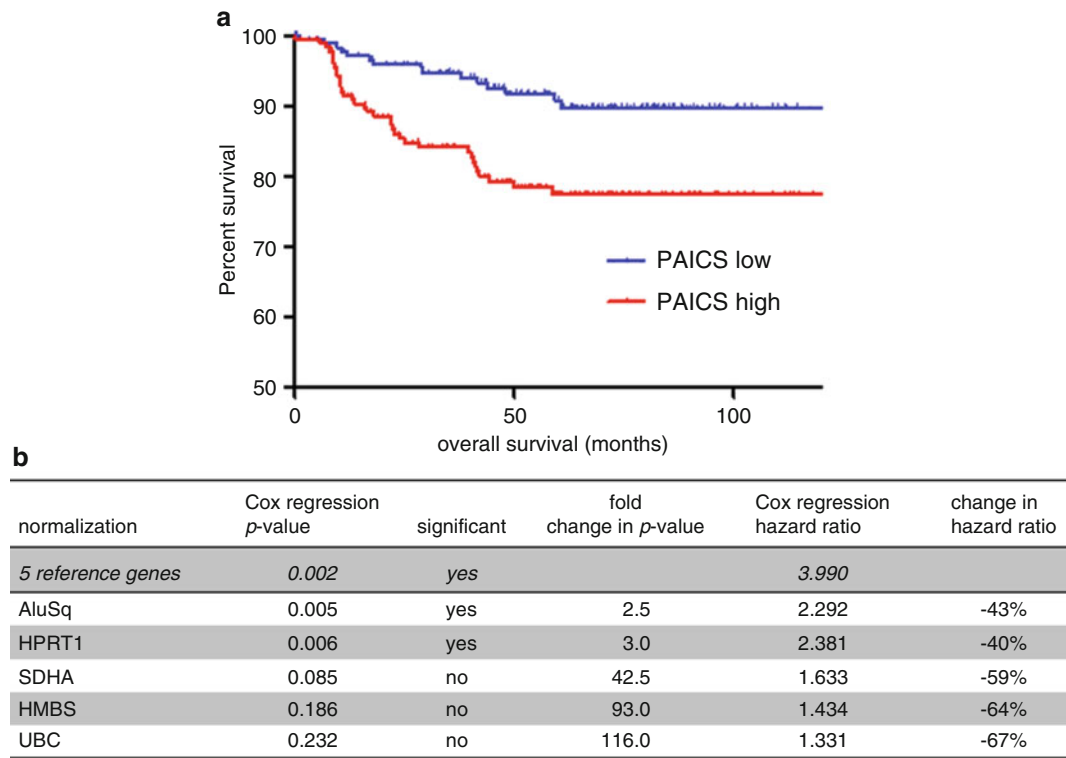 a
100
90
80
70
60
50
Percent survival
PAICS low
PAICS high
0 50 100
overall survival (months)
b
normalization Cox regression p-value significant fold change in p-value Cox regression hazard ratio change in hazard ratio
5 reference genes 0.002 yes 3.990
AluSq 0.005 yes 2.5 2.292 -43%
HPRT1 0.006 yes 3.0 2.381 -40%
SDHA 0.085 no 42.5 1.633 -59%
HMBS 0.186 no 93.0 1.434 -64%
UBC 0.232 no 116.0 1.331 -67%